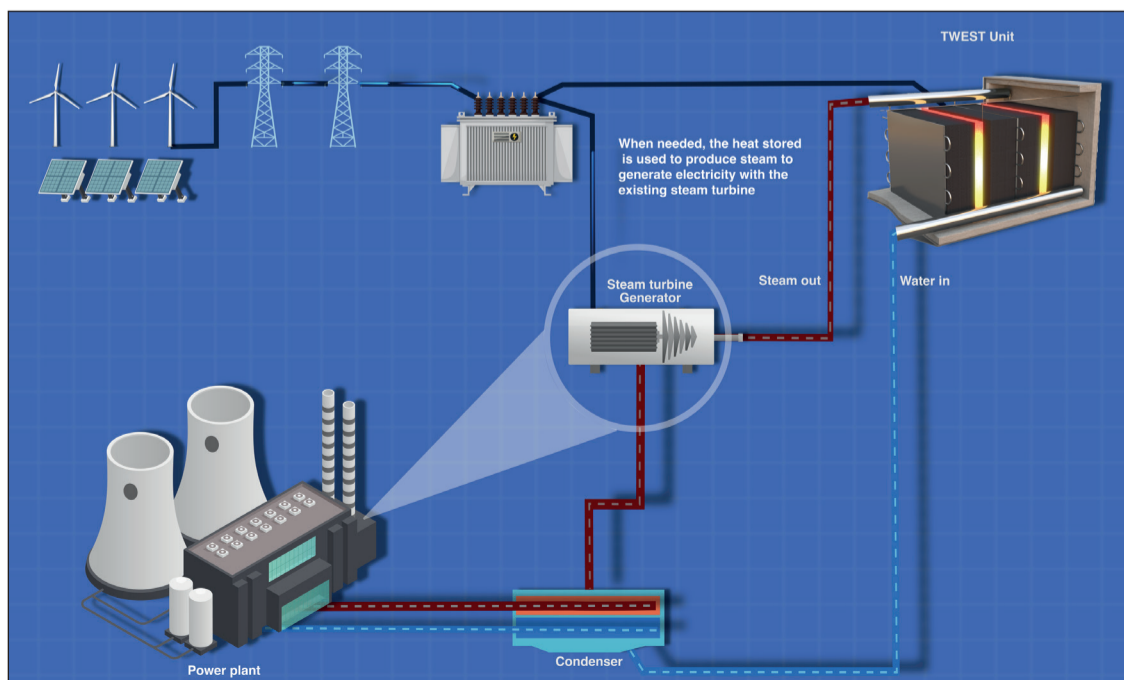 TWEST Unit
When needed, the heat stored
is used to produce steam to
generate electricity with the
existing steam turbine
Steam out
Water in
Steam turbine
Generator
Condenser
Power plant